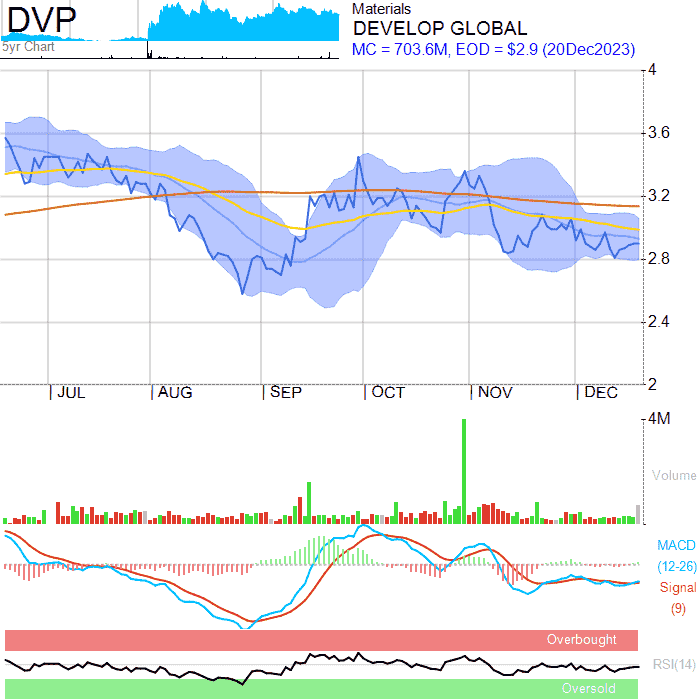 DVP
5yr Chart
Materials
DEVELOP GLOBAL
MC = 703.6M, EOD = $2.9 (20Dec2023)
4
3.6
3.2
2.8
2.4
2
JUL AUG SEP OCT NOV DEC
4M
Volume
MACD
(12-26)
Signal
(9)
Overbought
RSI(14)
Oversold